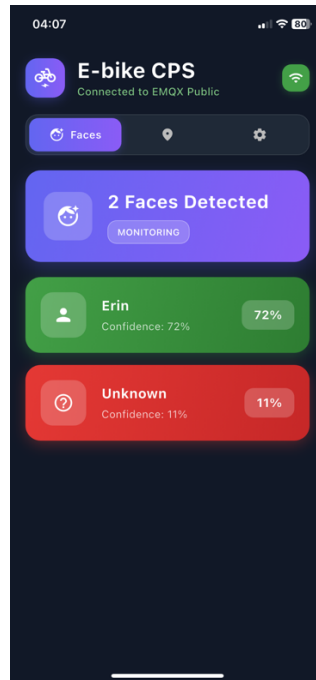 04:07
80
E-bike CPS
Connected to EMQX Public
Faces
2 Faces Detected
MONITORING
Erin
Confidence: 72%
72%
Unknown
Confidence: 11%
11%